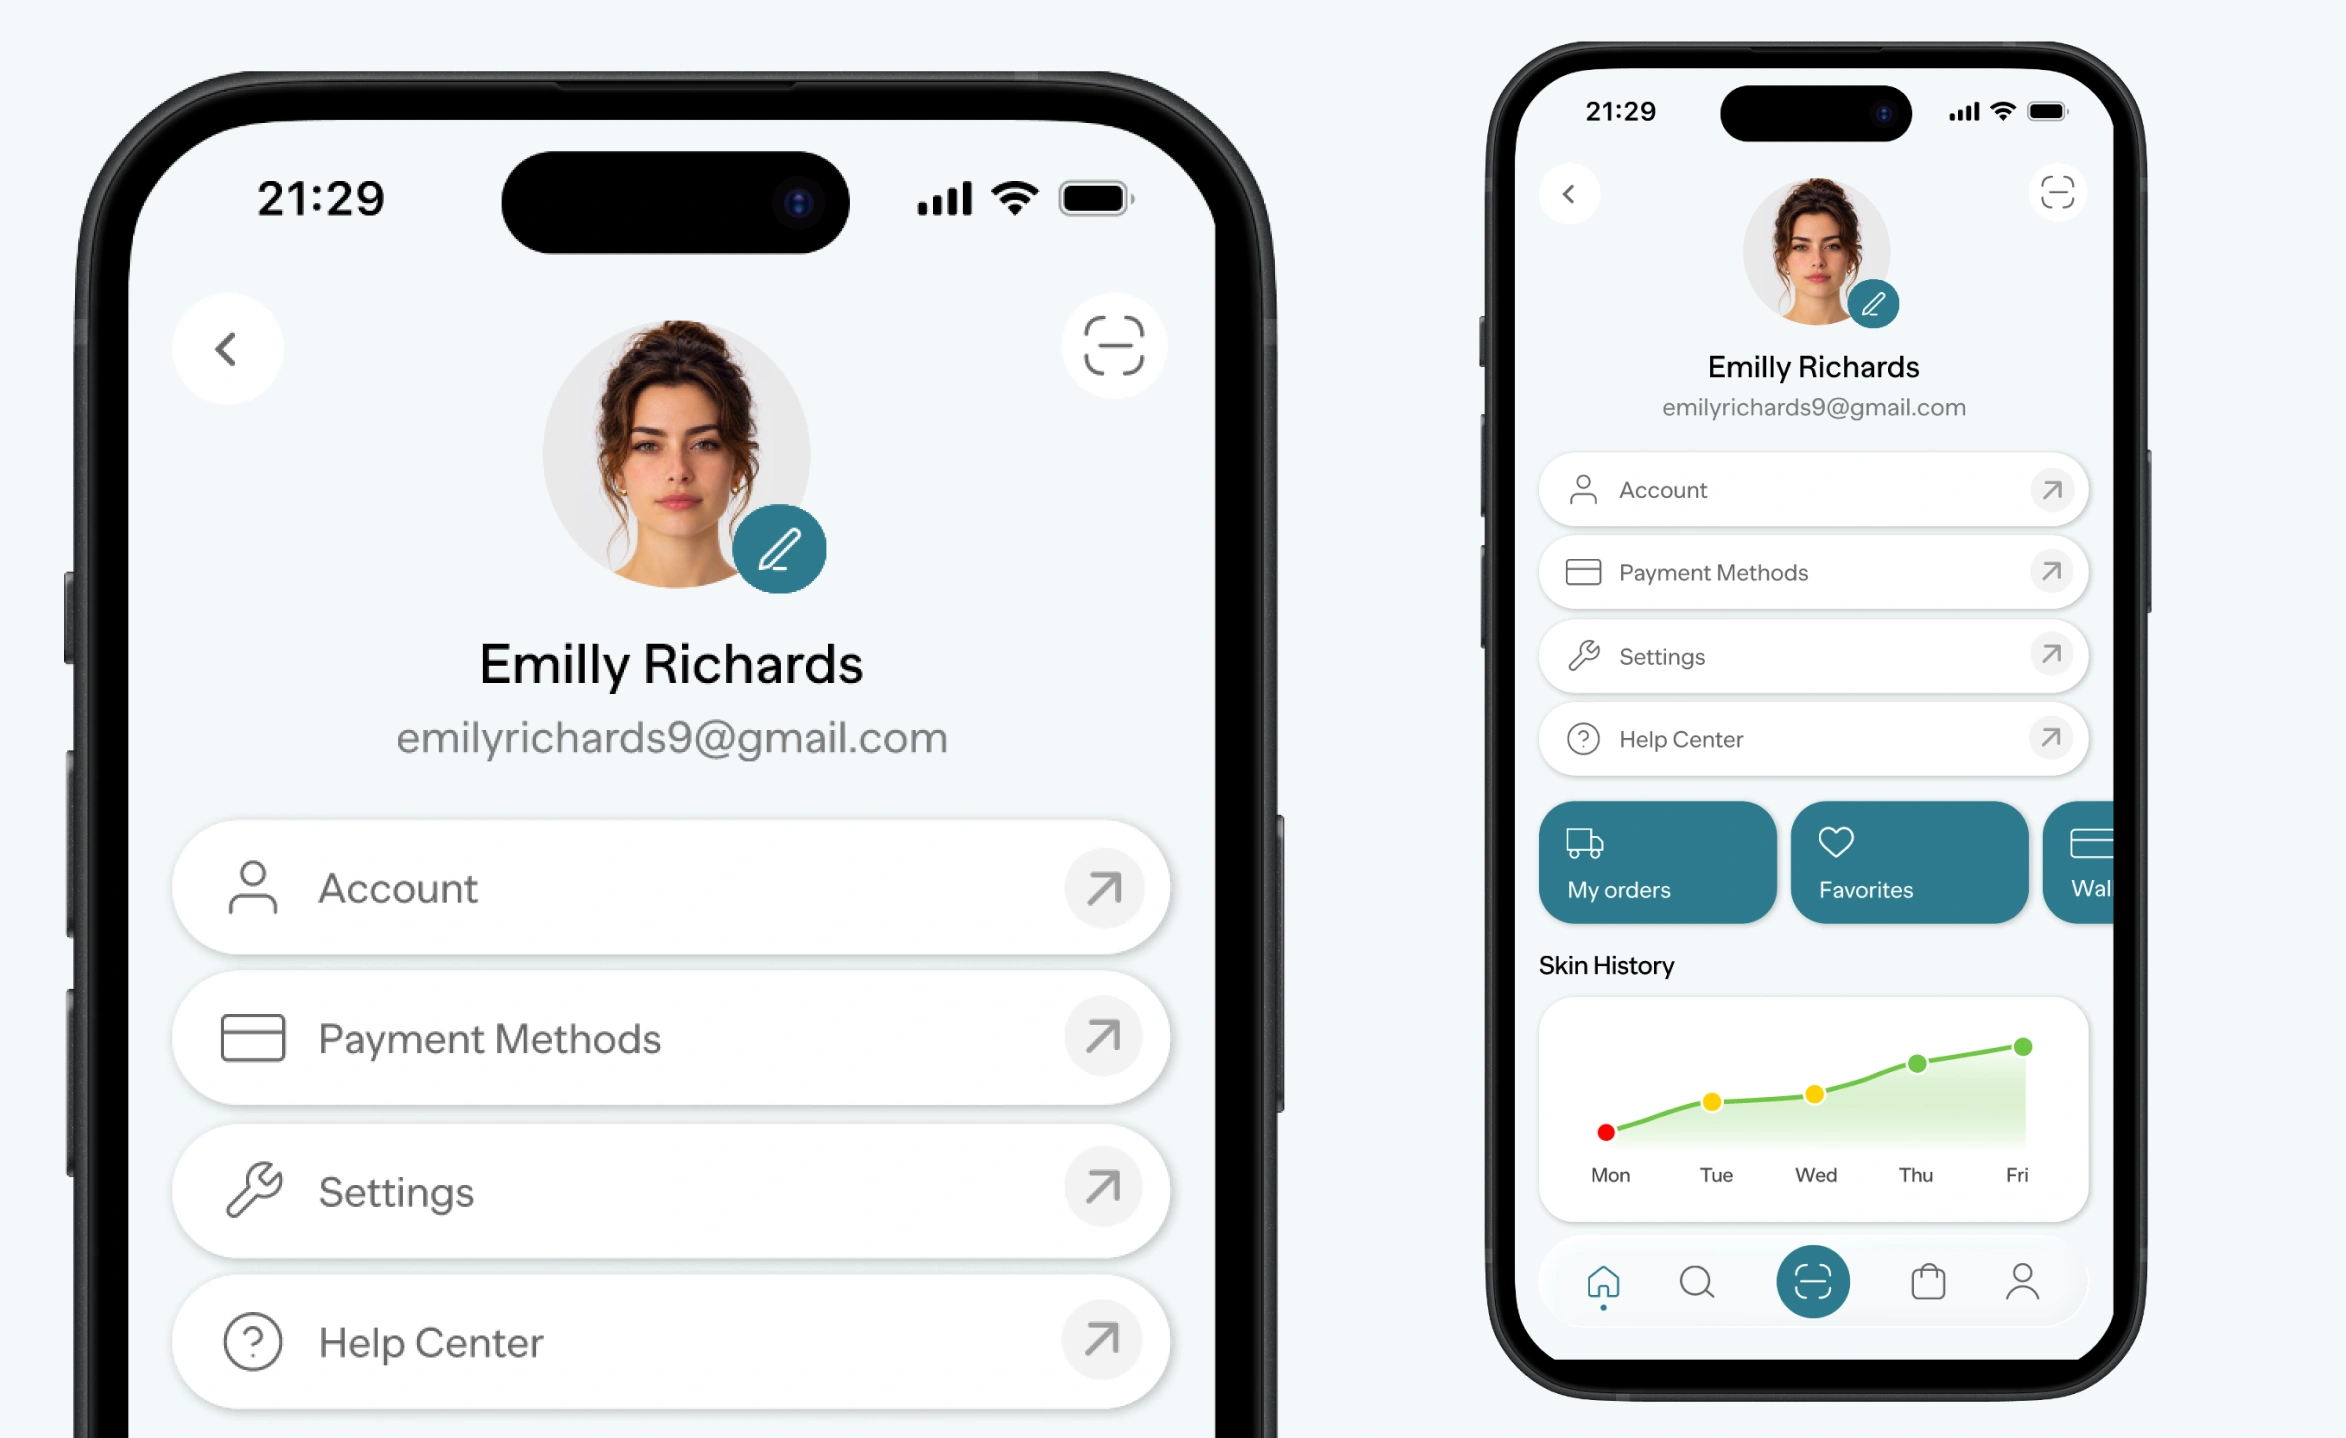 21:29
Emilly Richards
emilyrichards9@gmail.com
Account
Payment Methods
Settings
Help Center
21:29
Emilly Richards
emilyrichards9@gmail.com
Account
Payment Methods
Settings
Help Center
My orders
Favorites
Wal
Skin History
Mon Tue Wed Thu Fri